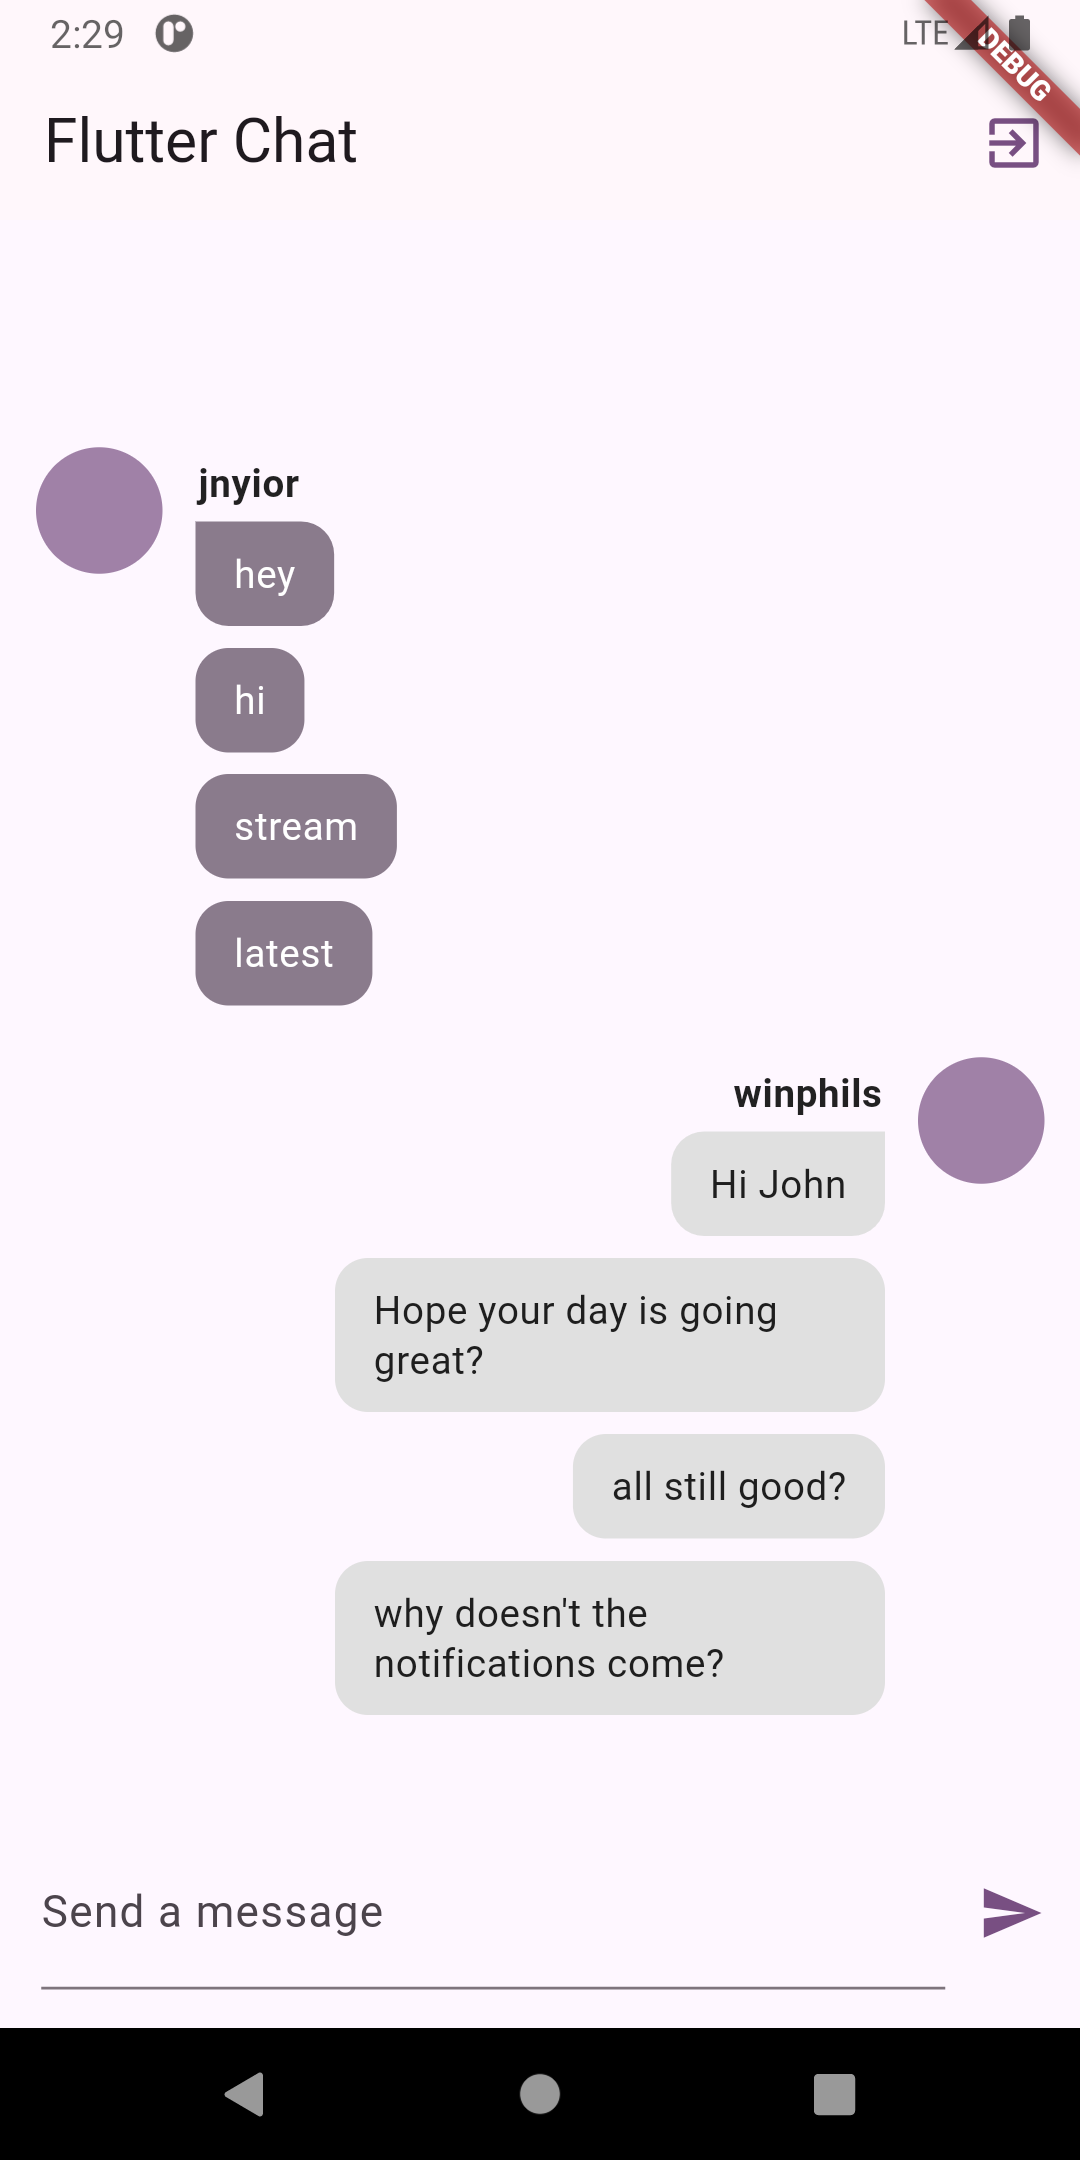 2:29
LTE
DEBUG
Flutter Chat
jnyior
hey
hi
stream
latest
winphils
Hi John
Hope your day is going
great?
all still good?
why doesn't the
notifications come?
Send a message